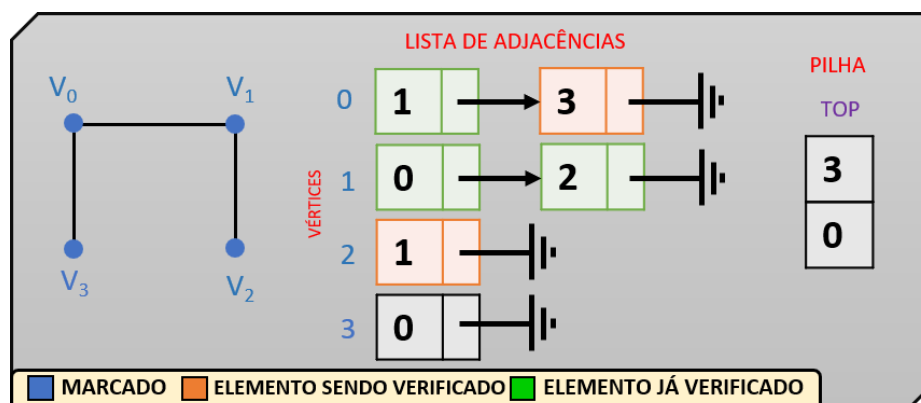 LISTA DE ADJACÊNCIAS
PILHA
TOP
V0 V1
V3 V2
VÉRTICES
0 1 3
1 0 2
2 1
3 0
3
0
MARCADO ELEMENTO SENDO VERIFICADO ELEMENTO JÁ VERIFICADO